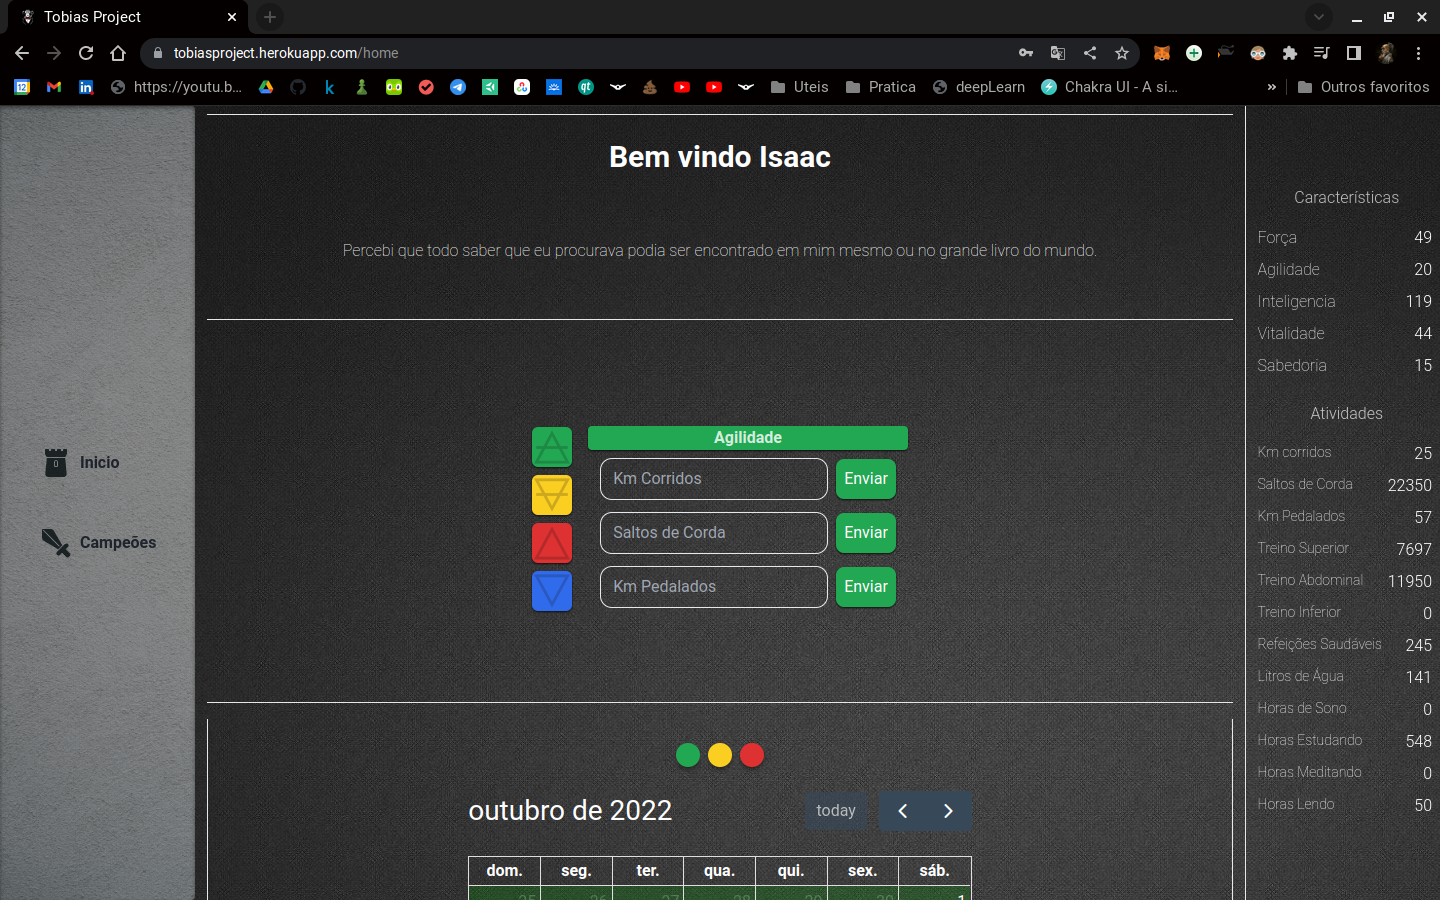 Tobias Project
tobiasproject.herokuapp.com/home
https://youtu.b...
Uteis
Pratica
deepLearn
Chakra UI - A si...
»
Outros favoritos
Inicio
Campeões
Bem vindo Isaac
Percebi que todo saber que eu procurava podia ser encontrado em mim mesmo ou no grande livro do mundo.
Agilidade
Km Corridos Enviar
Saltos de Corda Enviar
Km Pedalados Enviar
outubro de 2022 today
dom. seg. ter. qua. qui. sex. sáb.
25 26 27 28 29 30 1
Características
Força 49
Agilidade 20
Inteligencia 119
Vitalidade 44
Sabedoria 15
Atividades
Km corridos 25
Saltos de Corda 22350
Km Pedalados 57
Treino Superior 7697
Treino Abdominal 11950
Treino Inferior 0
Refeições Saudáveis 245
Litros de Água 141
Horas de Sono 0
Horas Estudando 548
Horas Meditando 0
Horas Lendo 50